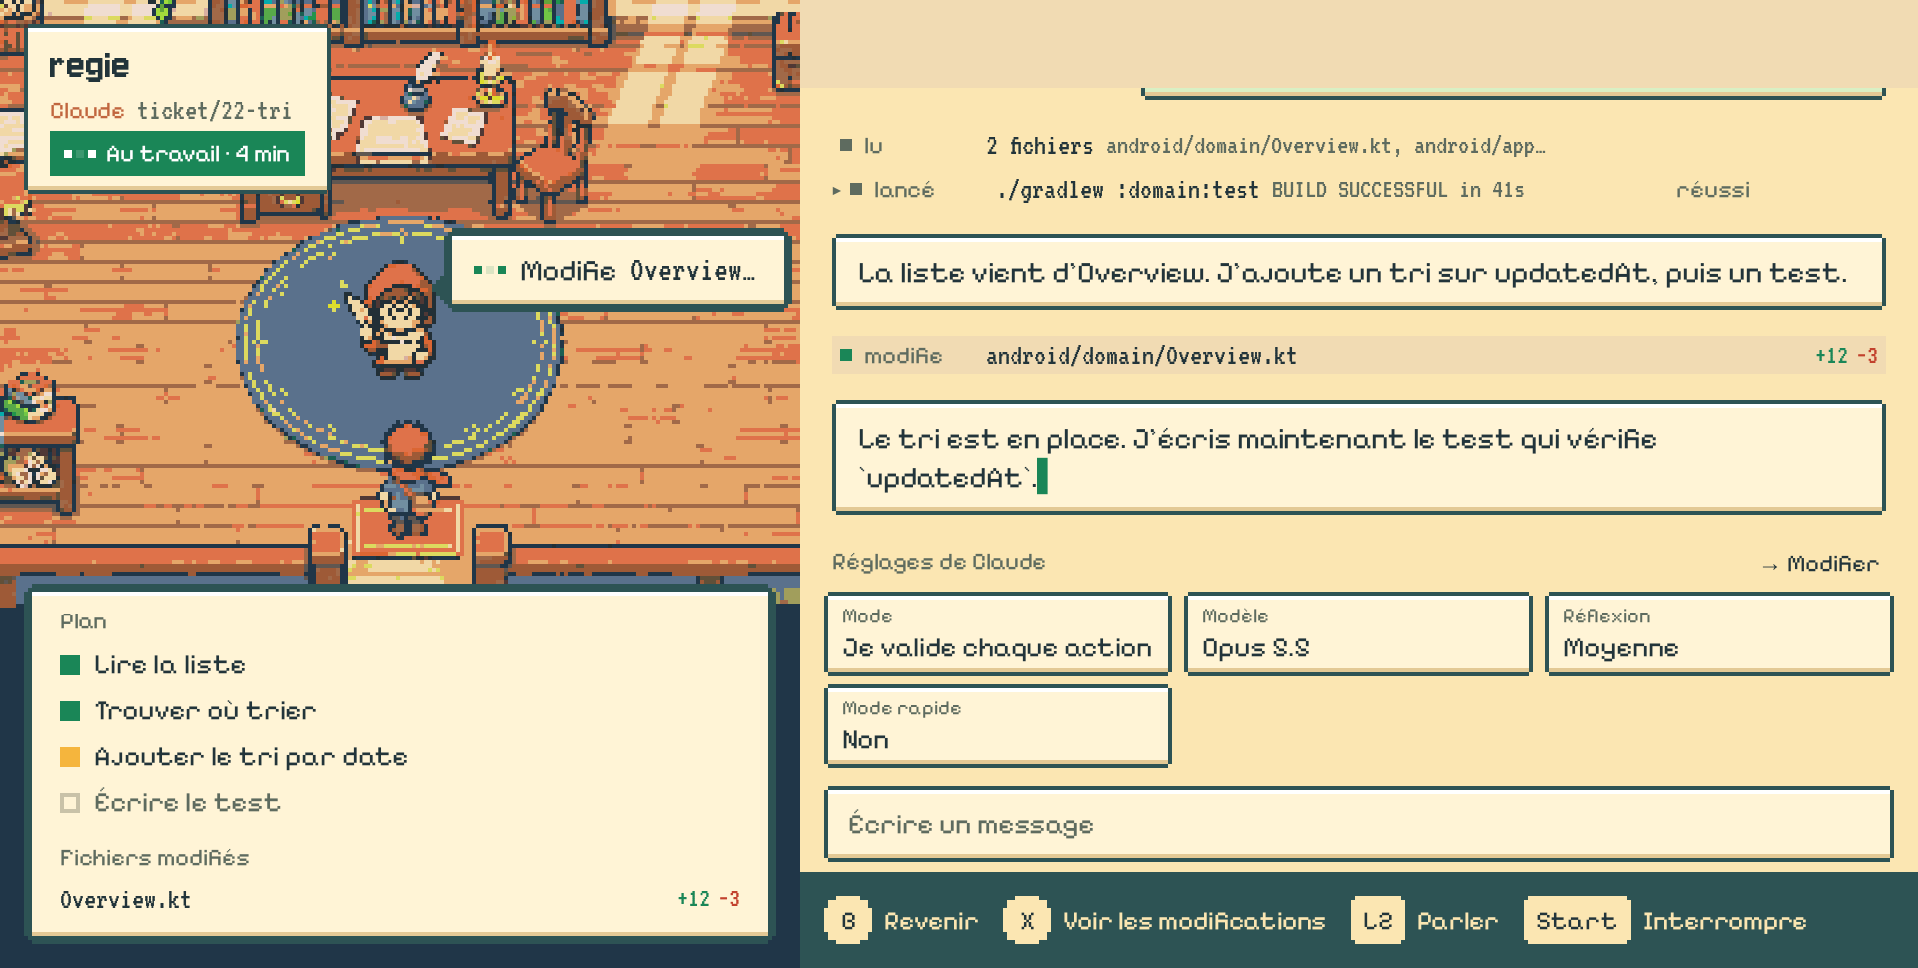 regie
Claude ticket/22-tri
Au travail · 4 min
Modifie Overview…
Plan
Lire la liste
Trouver où trier
Ajouter le tri par date
Écrire le test
Fichiers modifiés
Overview.kt +12 -3
lu 2 fichiers android/domain/Overview.kt, android/app…
▸ lancé ./gradlew :domain:test BUILD SUCCESSFUL in 41s réussi
La liste vient d'Overview. J'ajoute un tri sur updatedAt, puis un test.
modifie android/domain/Overview.kt +12 -3
Le tri est en place. J'écris maintenant le test qui vérifie
`updatedAt`.
Réglages de Claude → Modifier
Mode Modèle Réflexion
Je valide chaque action Opus 5.5 Moyenne
Mode rapide
Non
Écrire un message
B Revenir X Voir les modifications L2 Parler Start Interrompre